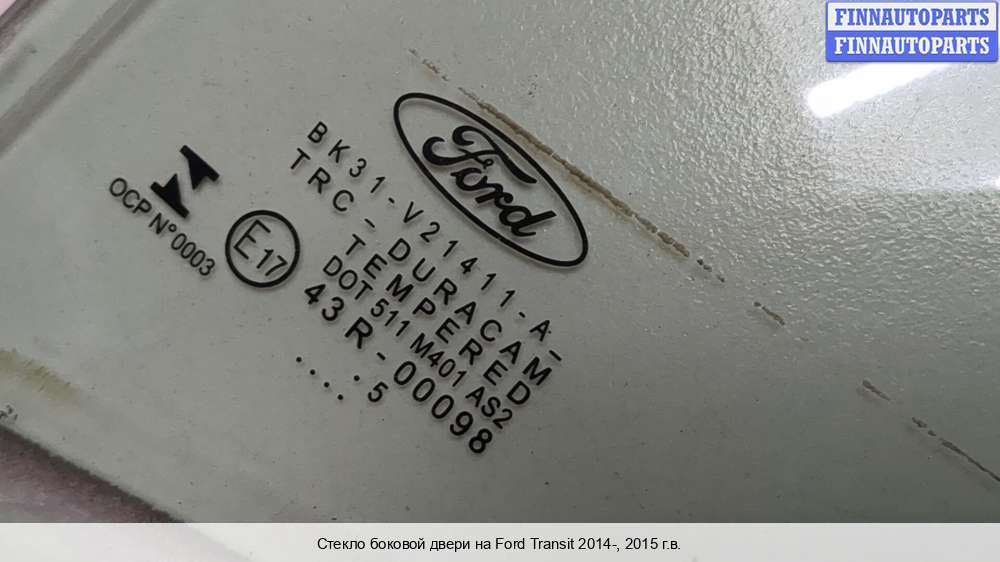 FINNAUTOPARTS
FINNAUTOPARTS
Ford
BK31-V21411-A-
TRC-DURACAM
TEMPERED
DOT 511 M401 AS2
43R-00098
. . 5
. . . .
E17
OCP N°0003
Стекло боковой двери на Ford Transit 2014-, 2015 г.в.